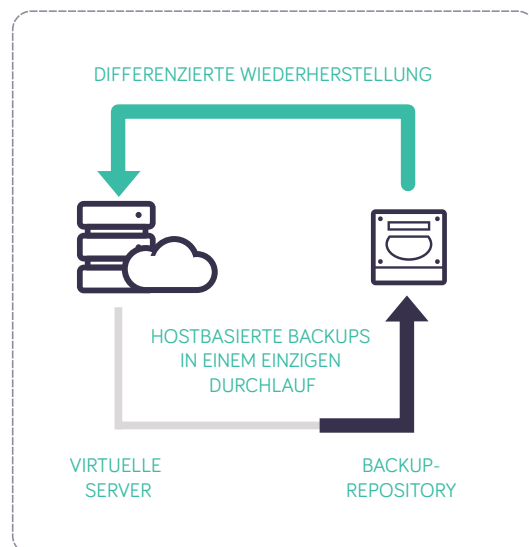 DIFFERENZIERTE WIEDERHERSTELLUNG
HOSTBASIERTE BACKUPS
IN EINEM EINZIGEN
DURCHLAUF
VIRTUELLE
SERVER
BACKUP-
REPOSITORY